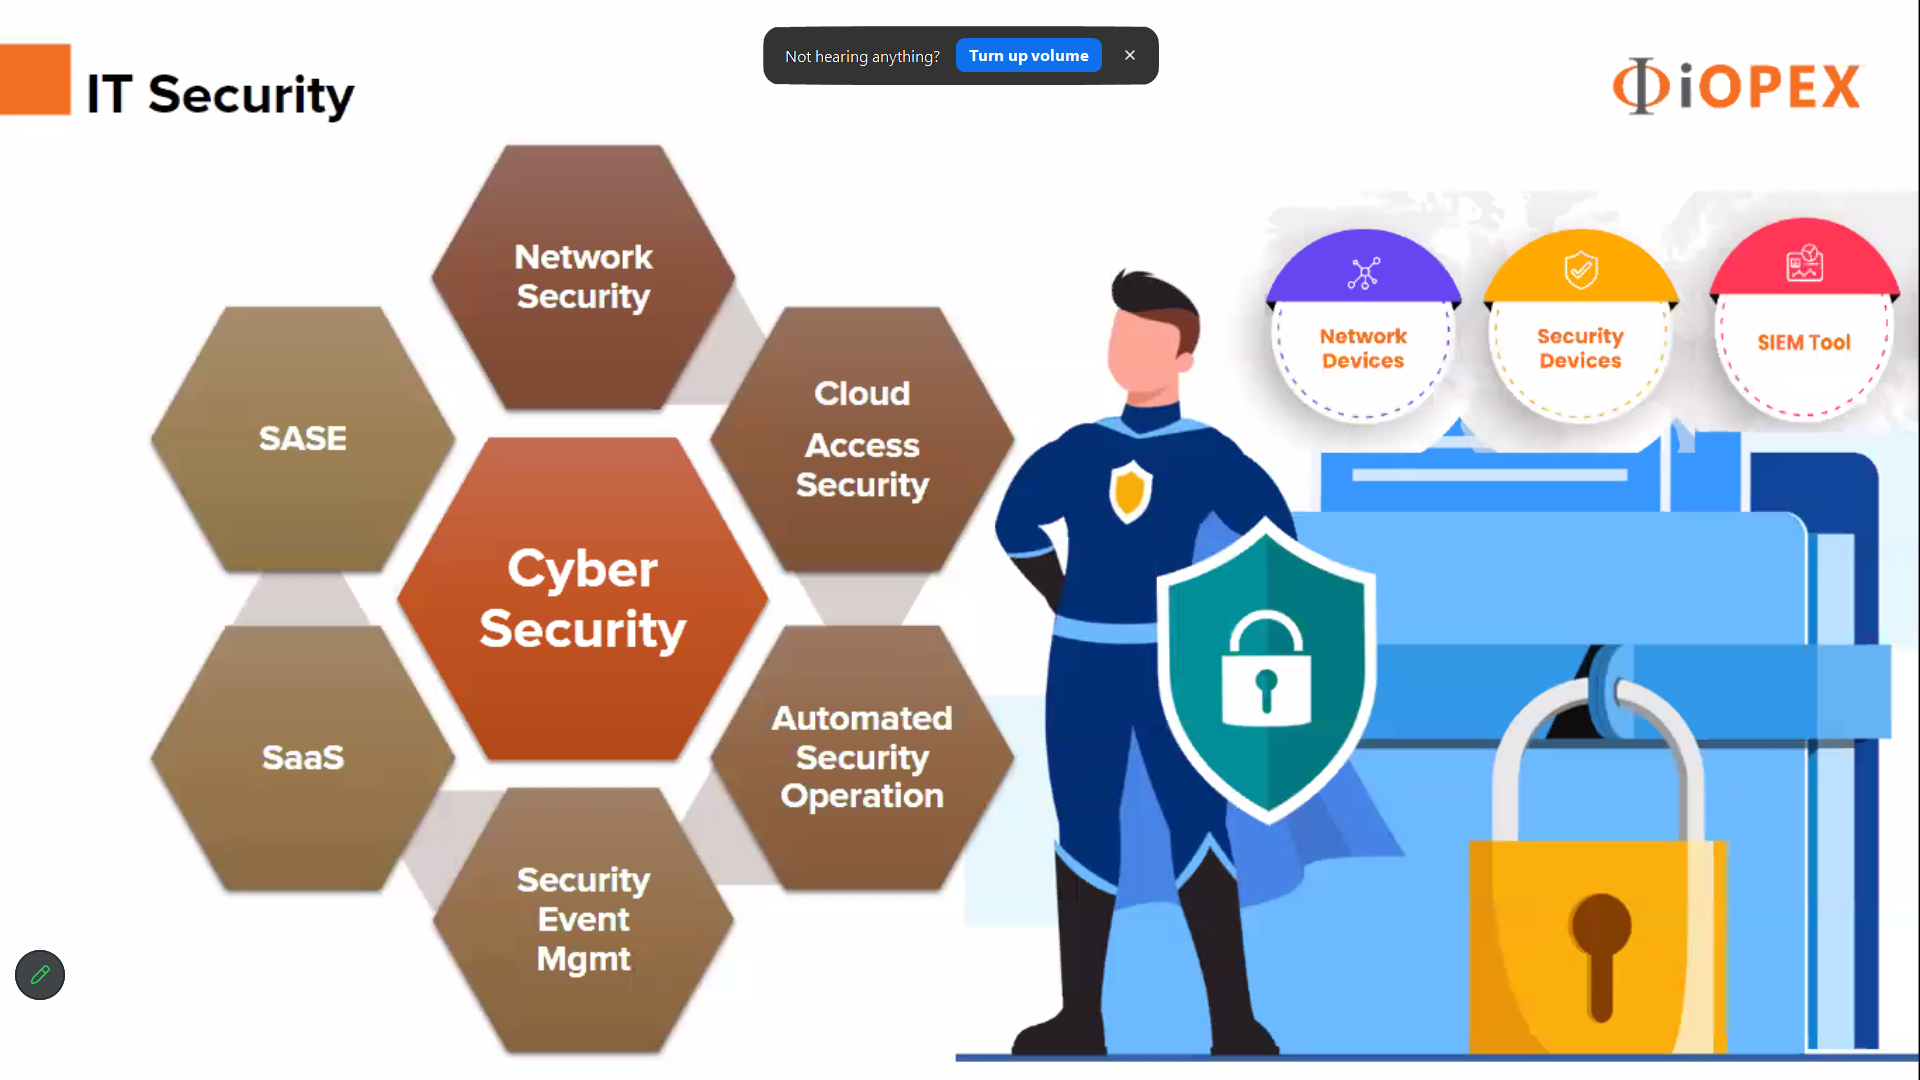 Not hearing anything? Turn up volume
IT Security
iOPEX
Network
Security
Cloud
Access
Security
SASE
Cyber
Security
Automated
Security
Operation
SaaS
Security
Event
Mgmt
Network
Devices
Security
Devices
SIEM Tool